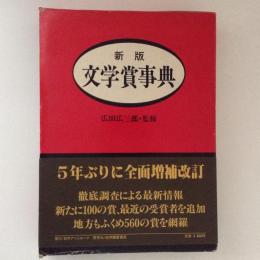 新版
文学賞事典
5年ぶりに全面増補改訂
徹底調査による最新情報
新たに100の賞、最近の受賞者を追加
地方もふくめ560の賞を網羅